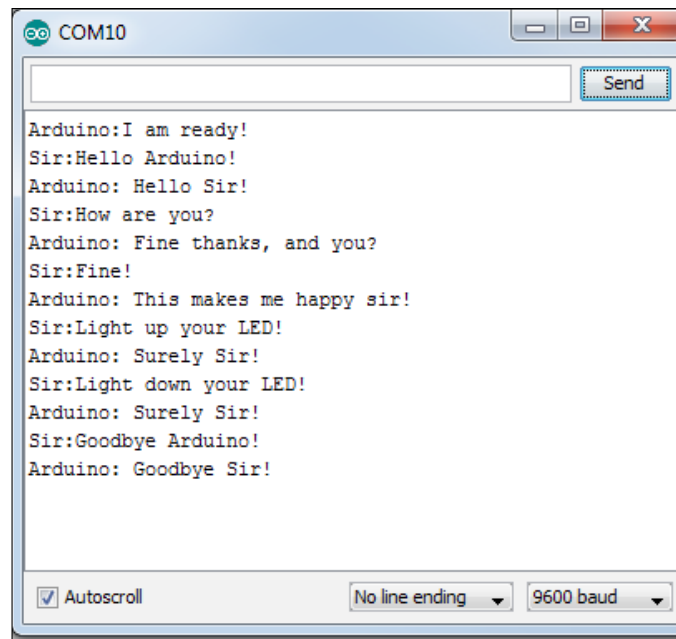 COM10
Send
Arduino:I am ready!
Sir:Hello Arduino!
Arduino: Hello Sir!
Sir:How are you?
Arduino: Fine thanks, and you?
Sir:Fine!
Arduino: This makes me happy sir!
Sir:Light up your LED!
Arduino: Surely Sir!
Sir:Light down your LED!
Arduino: Surely Sir!
Sir:Goodbye Arduino!
Arduino: Goodbye Sir!
Autoscroll No line ending 9600 baud